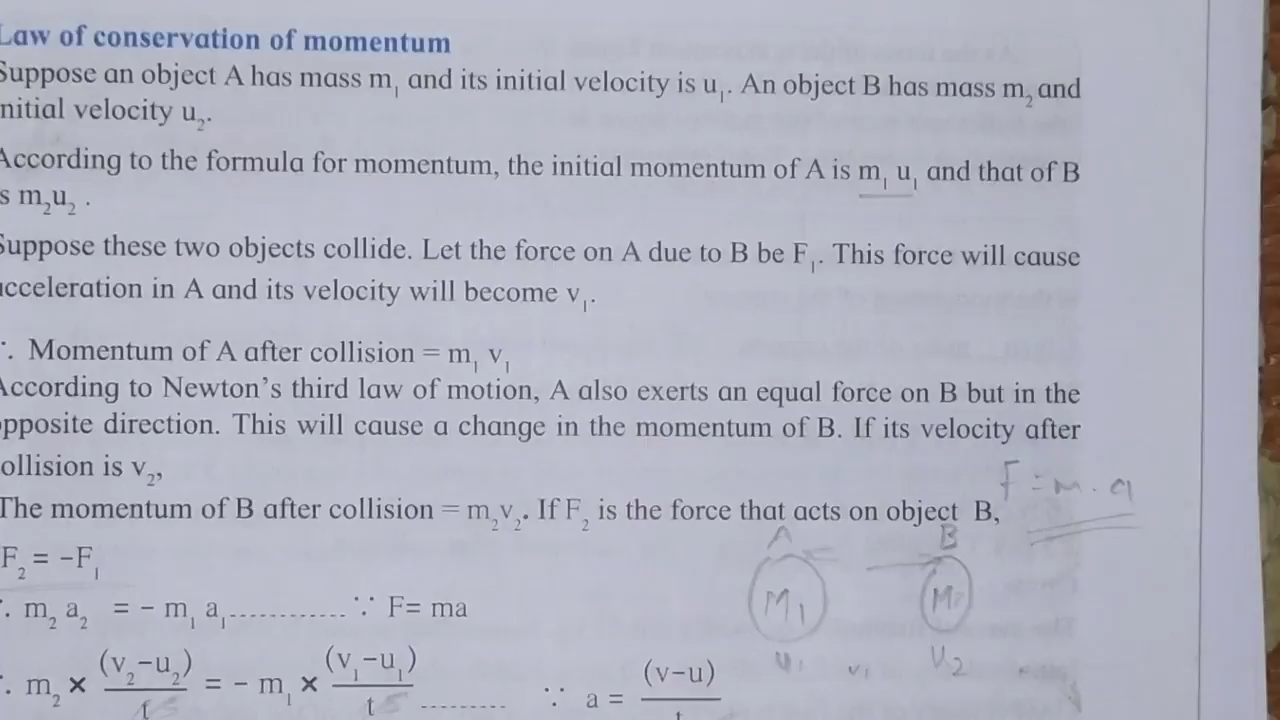 Law of conservation of momentum
Suppose an object A has mass m₁ and its initial velocity is u₁. An object B has mass m₂ and
nitial velocity u₂.
According to the formula for momentum, the initial momentum of A is m₁ u₁ and that of B
s m₂u₂ .
Suppose these two objects collide. Let the force on A due to B be F₁. This force will cause
acceleration in A and its velocity will become v₁.
∴ Momentum of A after collision = m₁ v₁
According to Newton's third law of motion, A also exerts an equal force on B but in the
opposite direction. This will cause a change in the momentum of B. If its velocity after
ollision is v₂,
F = m . a
The momentum of B after collision = m₂v₂. If F₂ is the force that acts on object B,
A B
F₂ = -F₁
∴ m₂ a₂ = - m₁ a₁............ ∵ F= ma
M₁ M₂
∴ m₂ × (v₂-u₂)/t = - m₁ × (v₁-u₁)/t ......... ∵ a = (v-u)/t
v₁